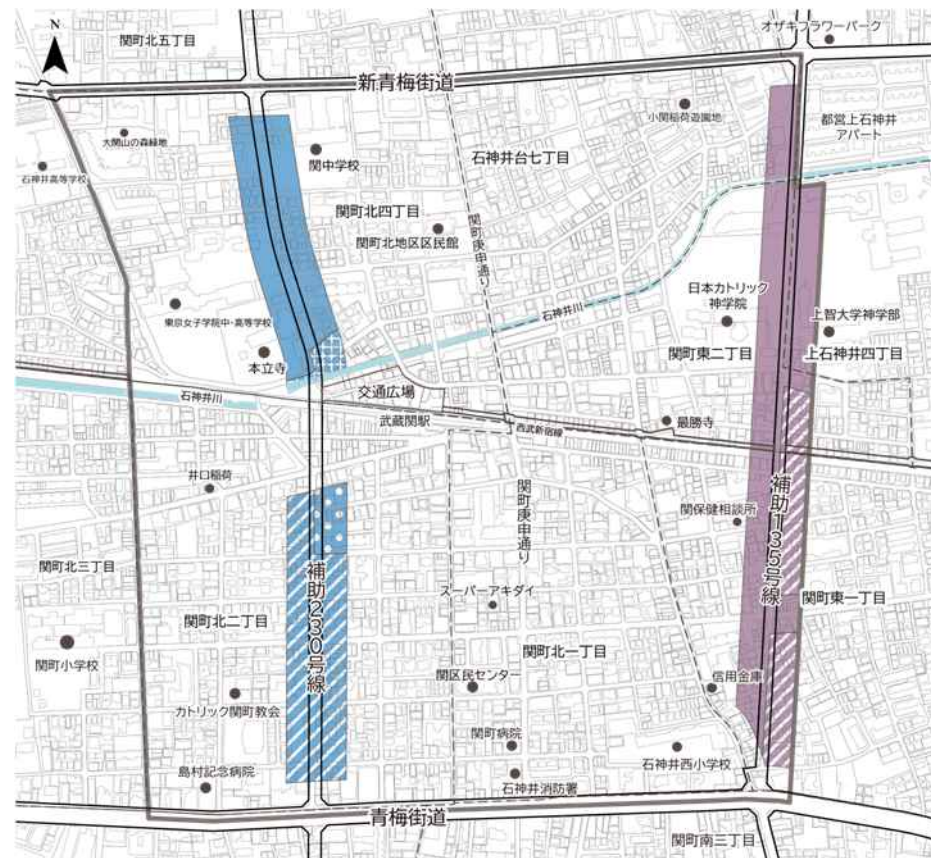 N
関町北五丁目
オザキフラワーパーク
新青梅街道
小関稲荷遊園地
都営上石神井
アパート
大関山の森緑地
関中学校
石神井台七丁目
石神井高等学校
関町北四丁目
関町庚申通り
関町北地区区民館
日本カトリック
神学院
東京女子学院中・高等学校
石神井川
上智大学神学部
本立寺
関町東二丁目
上石神井四丁目
石神井川
交通広場
武蔵関駅
西武新宿線
最勝寺
井口稲荷
関町庚申通り
補助135号線
関保健相談所
関町北三丁目
補助230号線
スーパーアキダイ
関町東一丁目
関町北二丁目
関町北一丁目
関町小学校
関区民センター
信用金庫
カトリック関町教会
関町病院
石神井西小学校
島村記念病院
石神井消防署
青梅街道
関町南三丁目